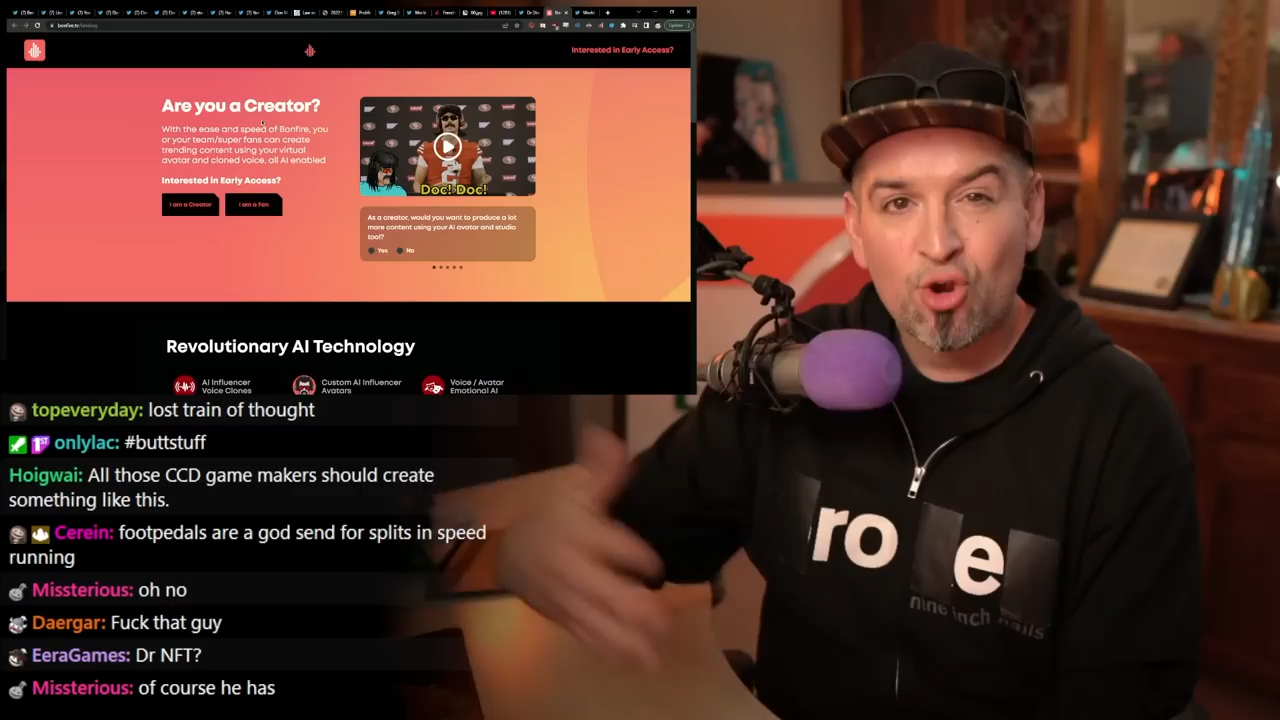 bonfire.tv/landing
Update
Interested in Early Access?
Are you a Creator?
With the ease and speed of Bonfire, you
or your team/super fans can create
trending content using your virtual
avatar and cloned voice, all AI enabled
Interested in Early Access?
I am a Creator
I am a Fan
Doc! Doc!
As a creator, would you want to produce a lot
more content using your AI avatar and studio
tool?
Yes
No
Revolutionary AI Technology
AI Influencer
Voice Clones
Custom AI Influencer
Avatars
Voice / Avatar
Emotional AI
topeveryday: lost train of thought
1ST onlylac: #buttstuff
Hoigwai: All those CCD game makers should create
something like this.
Cerein: footpedals are a god send for splits in speed
running
Missterious: oh no
Daergar: Fuck that guy
EeraGames: Dr NFT?
Missterious: of course he has
ro e
nine inch nails